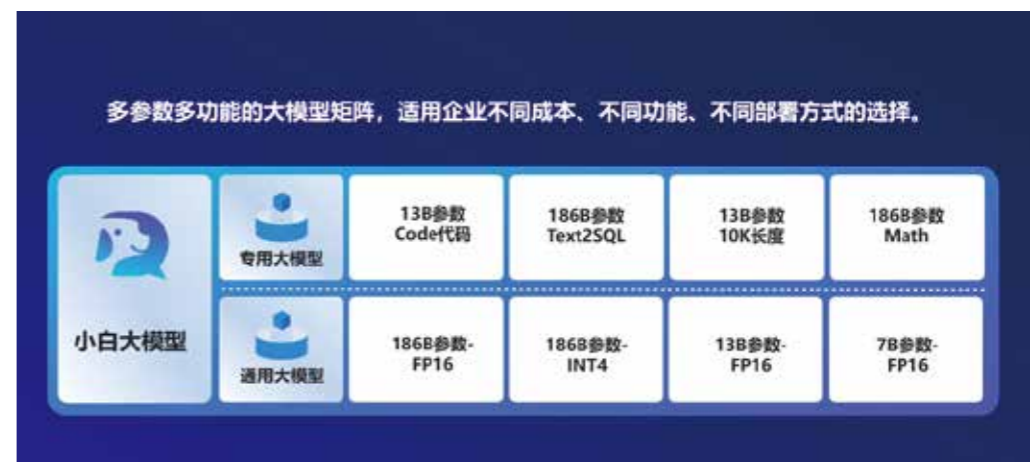 多参数多功能的大模型矩阵，适用企业不同成本、不同功能、不同部署方式的选择。
小白大模型
专用大模型
13B参数
Code代码
186B参数
Text2SQL
13B参数
10K长度
186B参数
Math
通用大模型
186B参数-
FP16
186B参数-
INT4
13B参数-
FP16
7B参数-
FP16